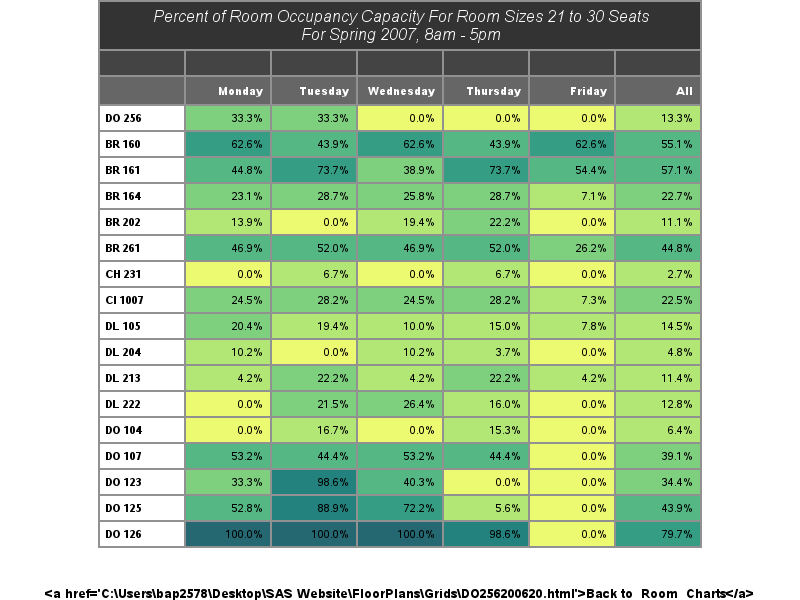 Percent of Room Occupancy Capacity For Room Sizes 21 to 30 Seats
For Spring 2007, 8am - 5pm
Monday Tuesday Wednesday Thursday Friday All
DO 256 33.3% 33.3% 0.0% 0.0% 0.0% 13.3%
BR 160 62.6% 43.9% 62.6% 43.9% 62.6% 55.1%
BR 161 44.8% 73.7% 38.9% 73.7% 54.4% 57.1%
BR 164 23.1% 28.7% 25.8% 28.7% 7.1% 22.7%
BR 202 13.9% 0.0% 19.4% 22.2% 0.0% 11.1%
BR 261 46.9% 52.0% 46.9% 52.0% 26.2% 44.8%
CH 231 0.0% 6.7% 0.0% 6.7% 0.0% 2.7%
CI 1007 24.5% 28.2% 24.5% 28.2% 7.3% 22.5%
DL 105 20.4% 19.4% 10.0% 15.0% 7.8% 14.5%
DL 204 10.2% 0.0% 10.2% 3.7% 0.0% 4.8%
DL 213 4.2% 22.2% 4.2% 22.2% 4.2% 11.4%
DL 222 0.0% 21.5% 26.4% 16.0% 0.0% 12.8%
DO 104 0.0% 16.7% 0.0% 15.3% 0.0% 6.4%
DO 107 53.2% 44.4% 53.2% 44.4% 0.0% 39.1%
DO 123 33.3% 98.6% 40.3% 0.0% 0.0% 34.4%
DO 125 52.8% 88.9% 72.2% 5.6% 0.0% 43.9%
DO 126 100.0% 100.0% 100.0% 98.6% 0.0% 79.7%
<a href='C:\Users\bap2578\Desktop\SAS Website\FloorPlans\Grids\DO256200620.html'>Back to Room Charts</a>